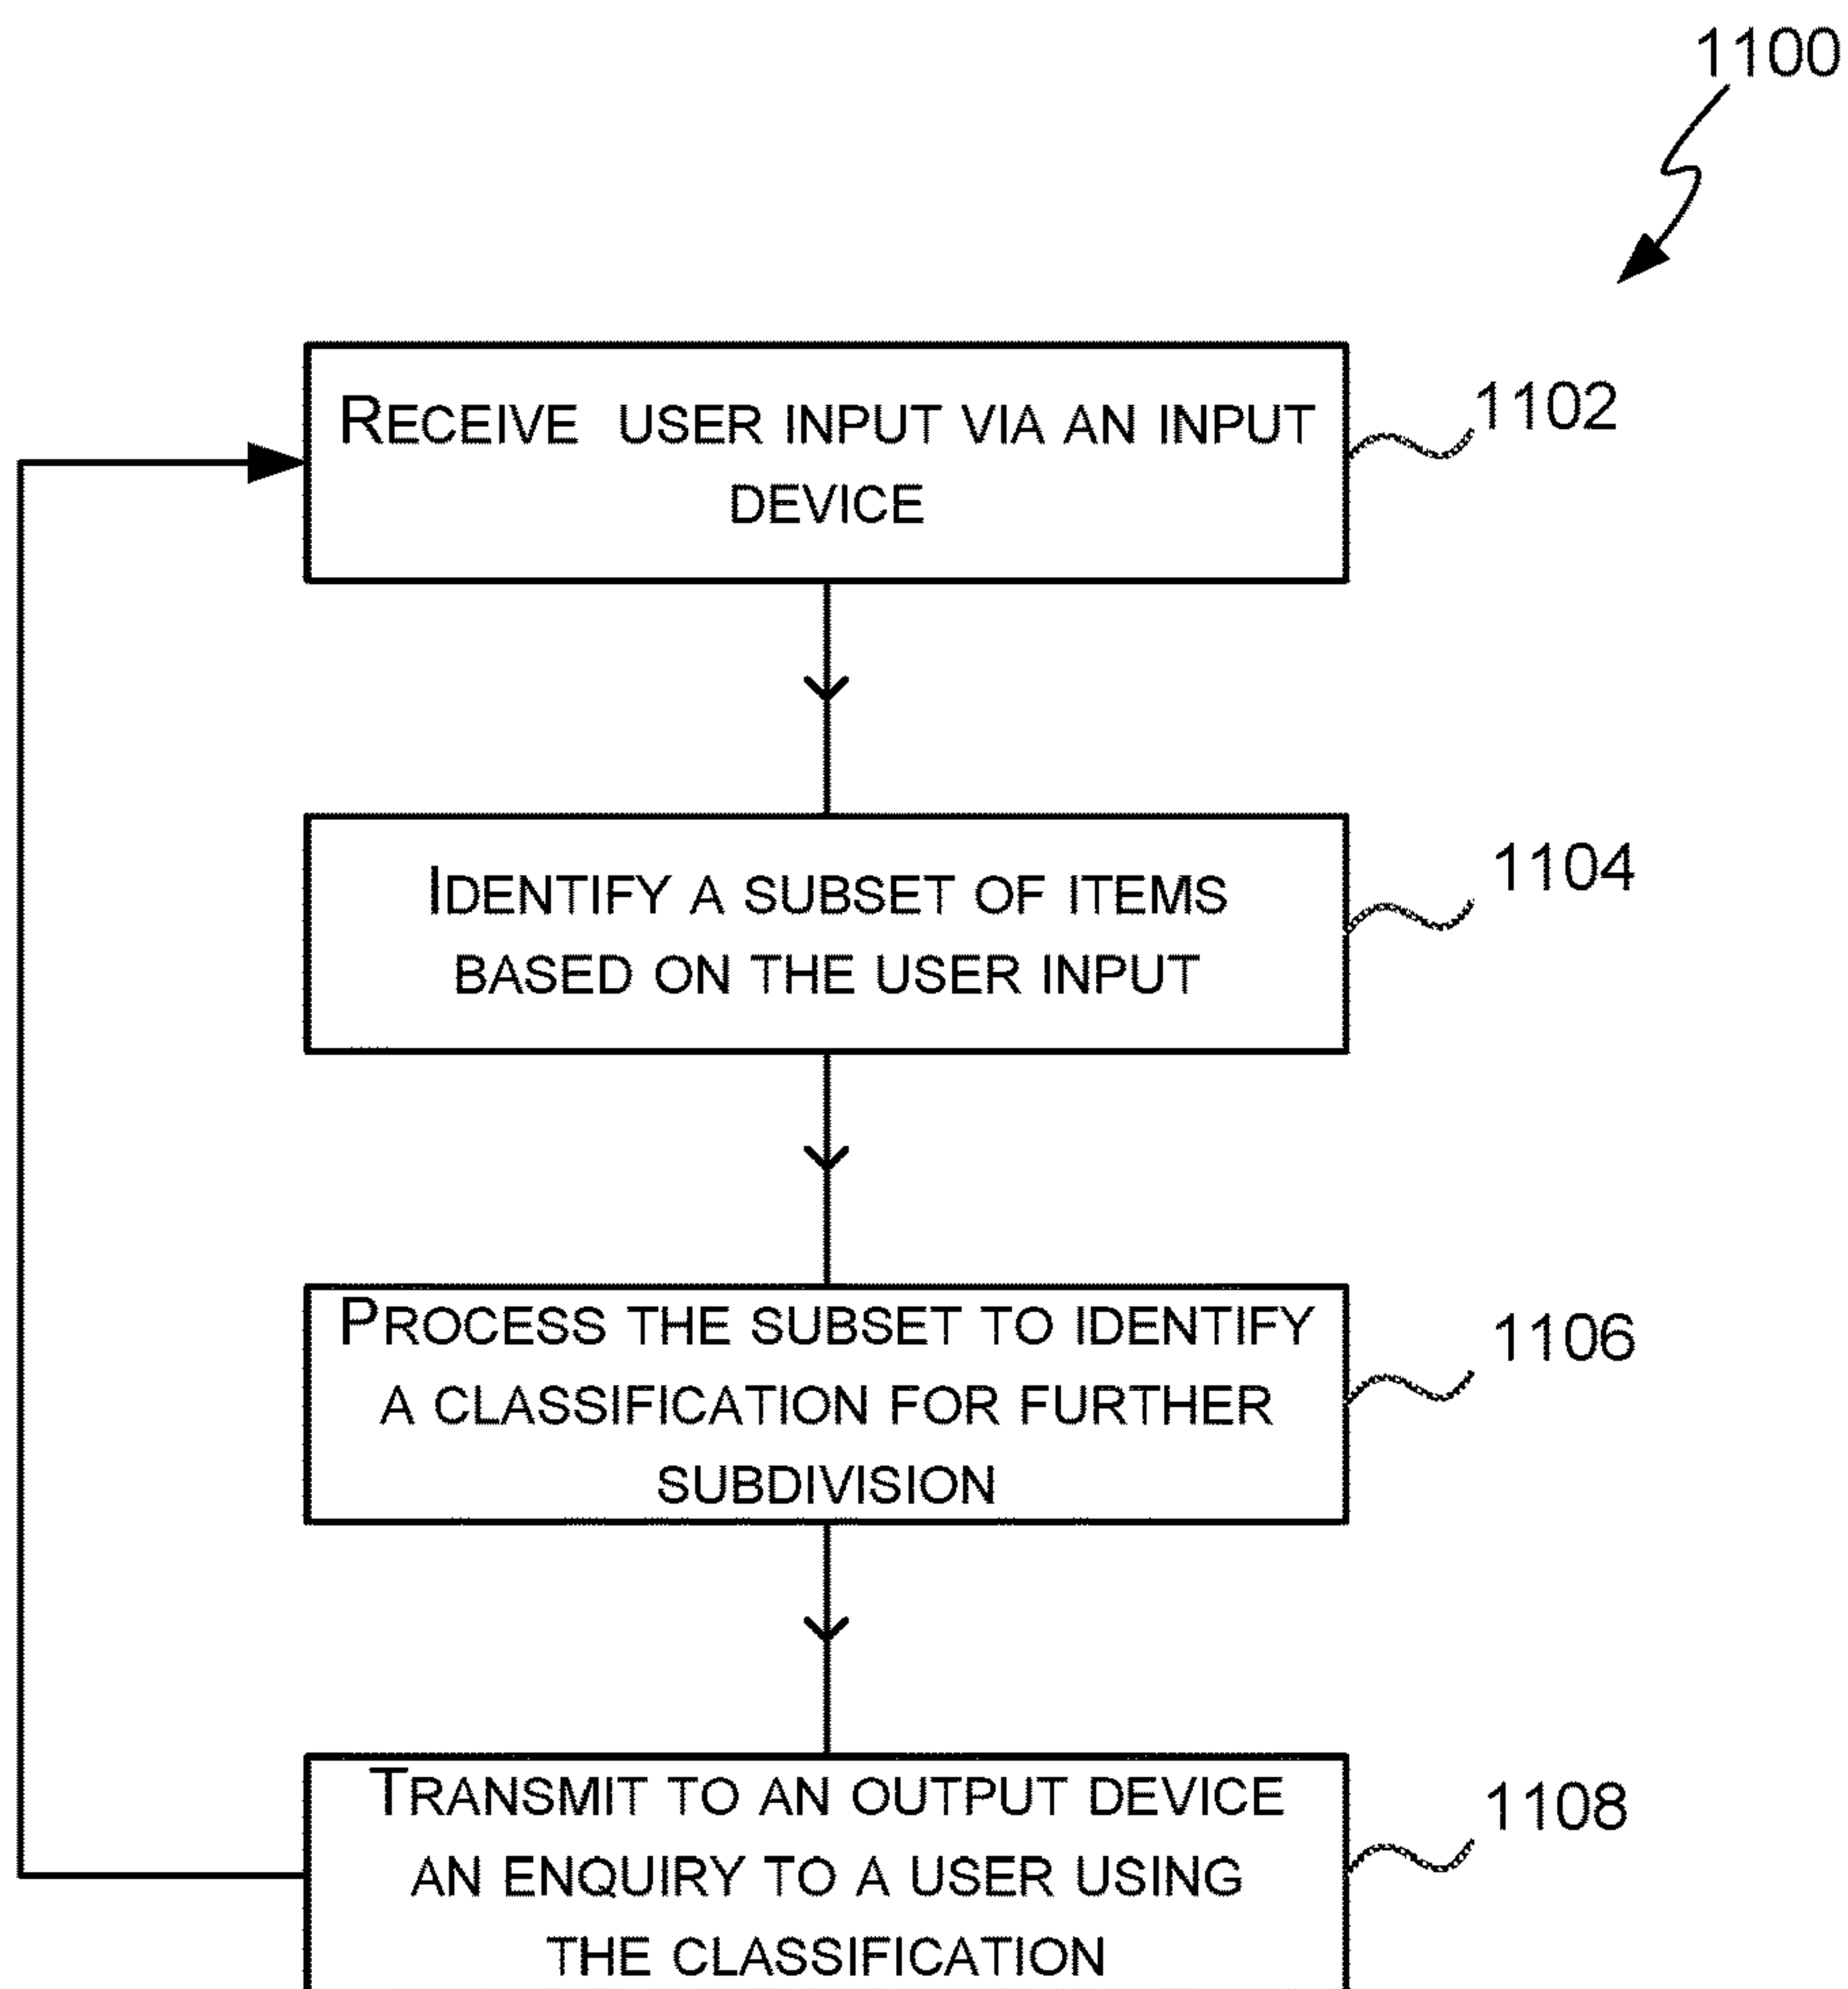 1100
RECEIVE USER INPUT VIA AN INPUT
DEVICE
1102
IDENTIFY A SUBSET OF ITEMS
BASED ON THE USER INPUT
1104
PROCESS THE SUBSET TO IDENTIFY
A CLASSIFICATION FOR FURTHER
SUBDIVISION
1106
TRANSMIT TO AN OUTPUT DEVICE
AN ENQUIRY TO A USER USING
THE CLASSIFICATION
1108